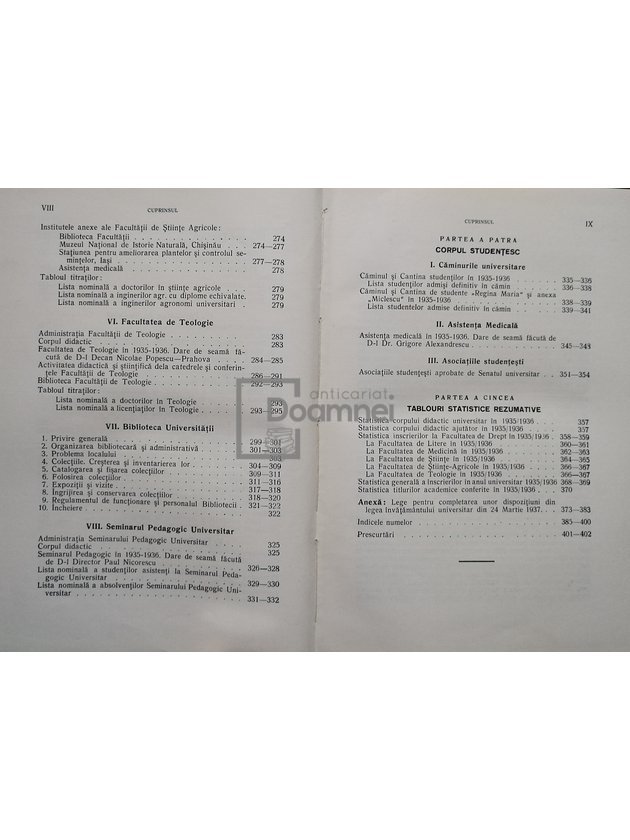 VIII
CUPRINSUL
Institutele anexe ale Facultății de Științe Agricole:
Biblioteca Facultății . . . . . . . . . . . 274
Muzeul Național de Istorie Naturală, Chișinău . . . 274—277
Stațiunea pentru ameliorarea plantelor și controlul se-
mințelor, Iași . . . . . . . . . . . 277—278
Asistența medicală . . . . . . . . . . . 278
Tabloul titraților:
Lista nominală a doctorilor în științe agricole . . . 279
Lista nominală a inginerilor agr. cu diplome echivalate. 279
Lista nominală a inginerilor agronomi universitari . . 279
VI. Facultatea de Teologie
Administrația Facultății de Teologie . . . . . . . 283
Corpul didactic . . . . . . . . . . . 283
Facultatea de Teologie în 1935-1936. Dare de seamă fă-
cută de D-l Decan Nicolae Popescu—Prahova . . . 284—285
Activitatea didactică și științifică dela catedrele și conferin-
țele Facultății de Teologie . . . . . . . . 286—291
Biblioteca Facultății de Teologie . . . . . . . . 292—293
Tabloul titraților:
Lista nominală a doctorilor în Teologie . . . . . 293
Lista nominală a licențiaților în Teologie . . . . 293—295
VII. Biblioteca Universității
1. Privire generală . . . . . . . . . . . 299—301
2. Organizarea bibliotecară și administrativă . . . . 301—303
3. Problema localului . . . . . . . . . . 303
4. Colecțiile. Creșterea și inventarierea lor . . . . 304—309
5. Catalogarea și fișarea colecțiilor . . . . . . . 309—311
6. Folosirea colecțiilor . . . . . . . . . . 311—316
7. Expoziții și vizite . . . . . . . . . . 317—318
8. Ingrijirea și conservarea colecțiilor . . . . . . 318—320
9. Regulamentul de funcționare și personalul Bibliotecii . 321—322
10. Încheiere . . . . . . . . . . . 322
VIII. Seminarul Pedagogic Universitar
Administrația Seminarului Pedagogic Universitar . . . 325
Corpul didactic . . . . . . . . . . . 325
Seminarul Pedagogic în 1935-1936. Dare de seamă făcută
de D-l Director Paul Nicorescu . . . . . . . 326—328
Lista nominală a studenților asistenți la Seminarul Peda-
gogic Universitar . . . . . . . . . . 329—330
Lista nominală a absolvenților Seminarului Pedagogic Uni-
versitar . . . . . . . . . . . 331—332
CUPRINSUL
IX
PARTEA A PATRA
CORPUL STUDENȚESC
I. Căminurile universitare
Căminul și Cantina studenților în 1935-1936 . . . . 335—336
Lista studenților admiși definitiv în cămin . . . . 336—338
Căminul și Cantina de studente „Regina Maria” și anexa
„Miclescu” în 1935-1936 . . . . . . . . 338—339
Lista studentelor admise definitiv în cămin . . . . 339—341
II. Asistența Medicală
Asistența medicală în 1935-1936. Dare de seamă făcută de
D-l Dr. Grigore Alexandrescu . . . . . . . 345—348
III. Asociațiile studențești
Asociațiile studențești aprobate de Senatul universitar . . 351—354
PARTEA A CINCEA
TABLOURI STATISTICE REZUMATIVE
Statistica corpului didactic universitar în 1935/1936 . . 357
Statistica corpului didactic ajutător în 1935/1936 . . . 357
Statistica înscrierilor la Facultatea de Drept în 1935/1936 . 358—359
La Facultatea de Litere în 1935/1936 . . . . . 360—361
La Facultatea de Medicină în 1935/1936 . . . . 362—363
La Facultatea de Științe în 1935/1936 . . . . . 364—365
La Facultatea de Științe-Agricole în 1935/1936 . . . 366—367
La Facultatea de Teologie în 1935/1936 . . . . . 366—367
Statistica generală a înscrierilor în anul universitar 1935/1936 368—369
Statistica titlurilor academice conferite în 1935/1936 . . 370
Anexă: Lege pentru completarea unor dispozițiuni din
legea învățământului universitar din 24 Martie 1937. . 373—383
Indicele numelor . . . . . . . . . . . 385—400
Prescurtări . . . . . . . . . . . 401—402
anticariat
Doamnei